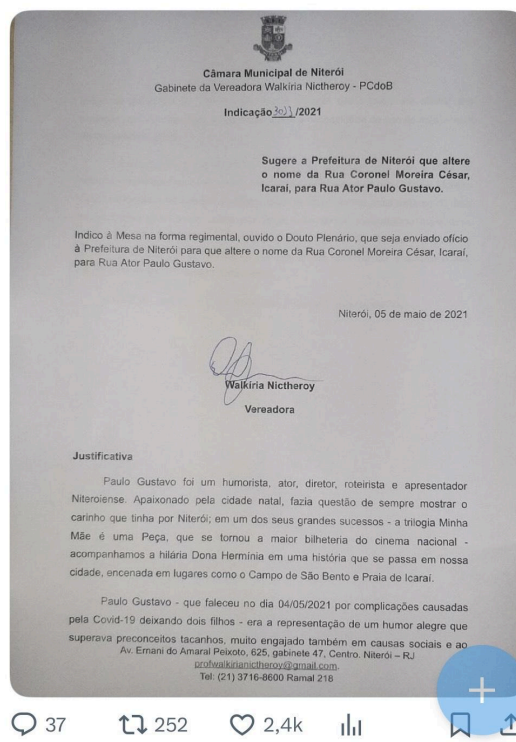 Câmara Municipal de Niterói
Gabinete da Vereadora Walkíria Nictheroy - PCdoB
Indicação /2021
Sugere a Prefeitura de Niterói que altere
o nome da Rua Coronel Moreira César,
Icaraí, para Rua Ator Paulo Gustavo.
Indico à Mesa na forma regimental, ouvido o Douto Plenário, que seja enviado ofício
à Prefeitura de Niterói para que altere o nome da Rua Coronel Moreira César, Icaraí,
para Rua Ator Paulo Gustavo.
Niterói, 05 de maio de 2021
Walkíria Nictheroy
Vereadora
Justificativa
Paulo Gustavo foi um humorista, ator, diretor, roteirista e apresentador
Niteroiense. Apaixonado pela cidade natal, fazia questão de sempre mostrar o
carinho que tinha por Niterói; em um dos seus grandes sucessos - a trilogia Minha
Mãe é uma Peça, que se tornou a maior bilheteria do cinema nacional -
acompanhamos a hilária Dona Hermínia em uma história que se passa em nossa
cidade, encenada em lugares como o Campo de São Bento e Praia de Icaraí.
Paulo Gustavo - que faleceu no dia 04/05/2021 por complicações causadas
pela Covid-19 deixando dois filhos - era a representação de um humor alegre que
superava preconceitos tacanhos, muito engajado também em causas sociais e ao
Av. Ernani do Amaral Peixoto, 625, gabinete 47, Centro. Niterói – RJ
profwalkirianictheroy@gmail.com.
Tel: (21) 3716-8600 Ramal 218
37 252 2,4k